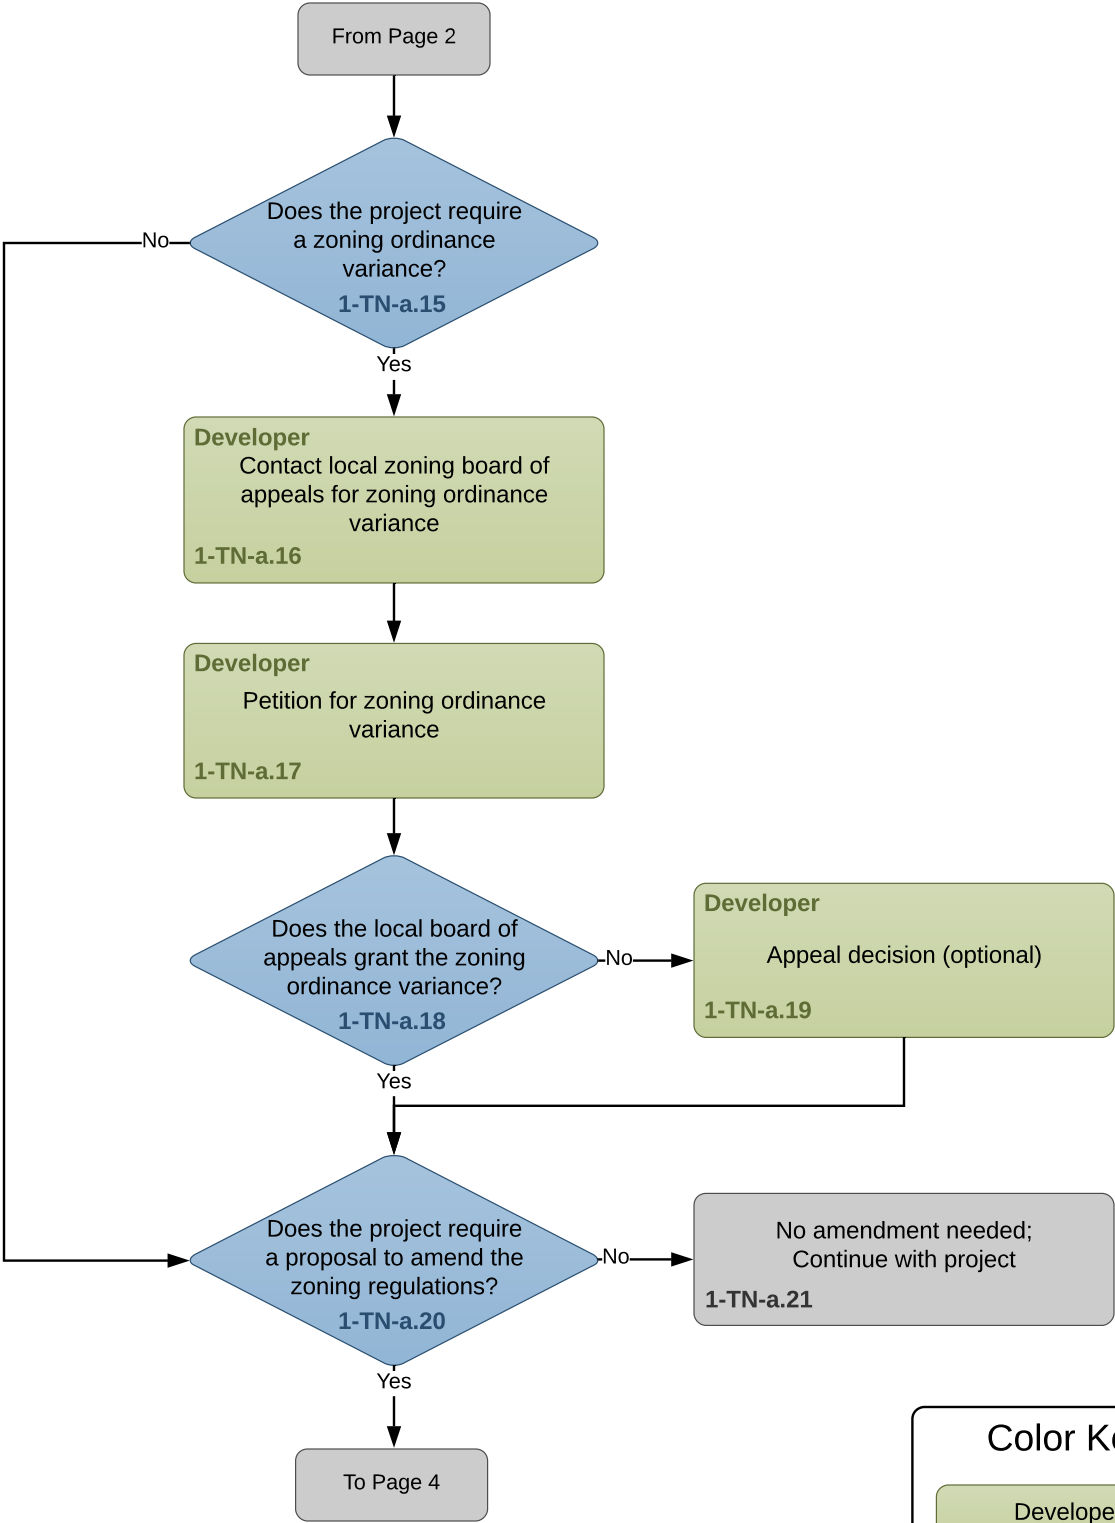 From Page 2
Does the project require
a zoning ordinance
variance?
1-TN-a.15
No
Yes
Developer
Contact local zoning board of
appeals for zoning ordinance
variance
1-TN-a.16
Developer
Petition for zoning ordinance
variance
1-TN-a.17
Does the local board of
appeals grant the zoning
ordinance variance?
1-TN-a.18
No
Developer
Appeal decision (optional)
1-TN-a.19
Yes
Does the project require
a proposal to amend the
zoning regulations?
1-TN-a.20
No
No amendment needed;
Continue with project
1-TN-a.21
Yes
To Page 4
Color